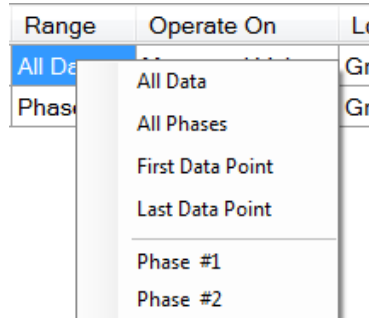 Range Operate On
All Da
All Data
Phas
All Phases
First Data Point
Last Data Point
Phase #1
Phase #2